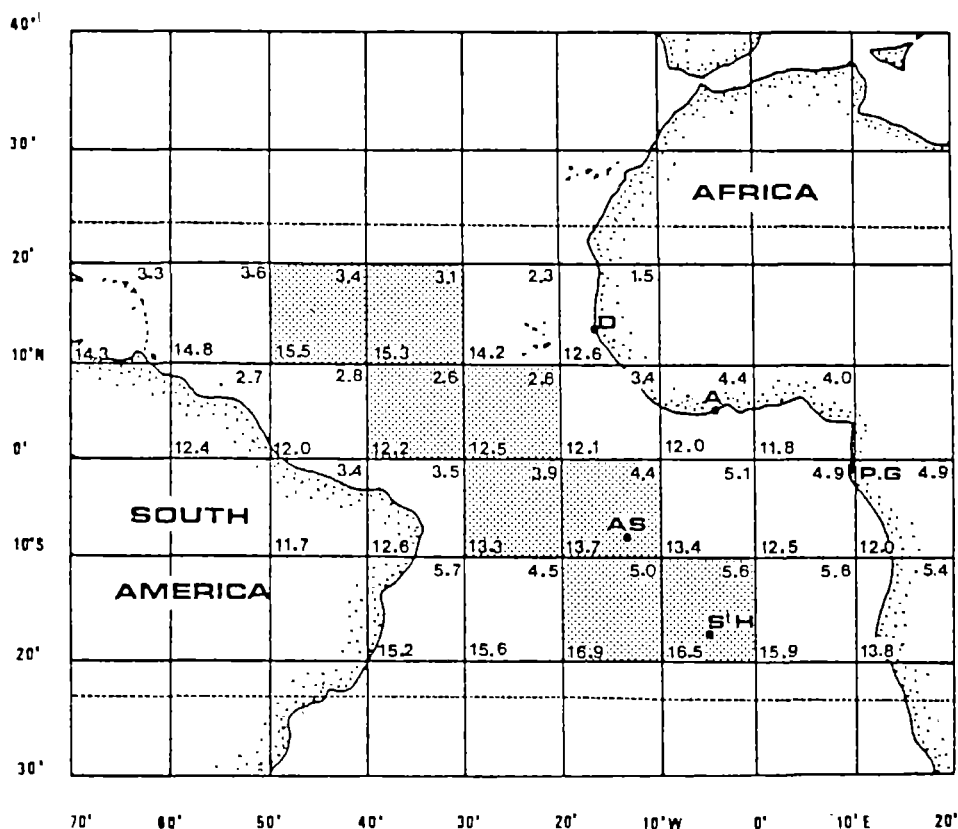 40'
30'
AFRICA
20' 3.3 3.6 3.4 3.1 2.3 1.5
D
10'N 14.3 14.8 15.5 15.3 14.2 12.6
2.7 2.8 2.6 2.8 3.4 4.4 4.0
A
0' 12.4 12.0 12.2 12.5 12.1 12.0 11.8
3.4 3.5 3.9 4.4 5.1 4.9 P.G 4.9
SOUTH AS
10'S 11.7 12.6 13.3 13.7 13.4 12.5 12.0
5.7 4.5 5.0 5.6 5.6 5.4
AMERICA
StH
20' 15.2 15.6 16.9 16.5 15.9 13.8
30'
70' 60' 50' 40' 30' 20' 10'W 0' 10'E 20'